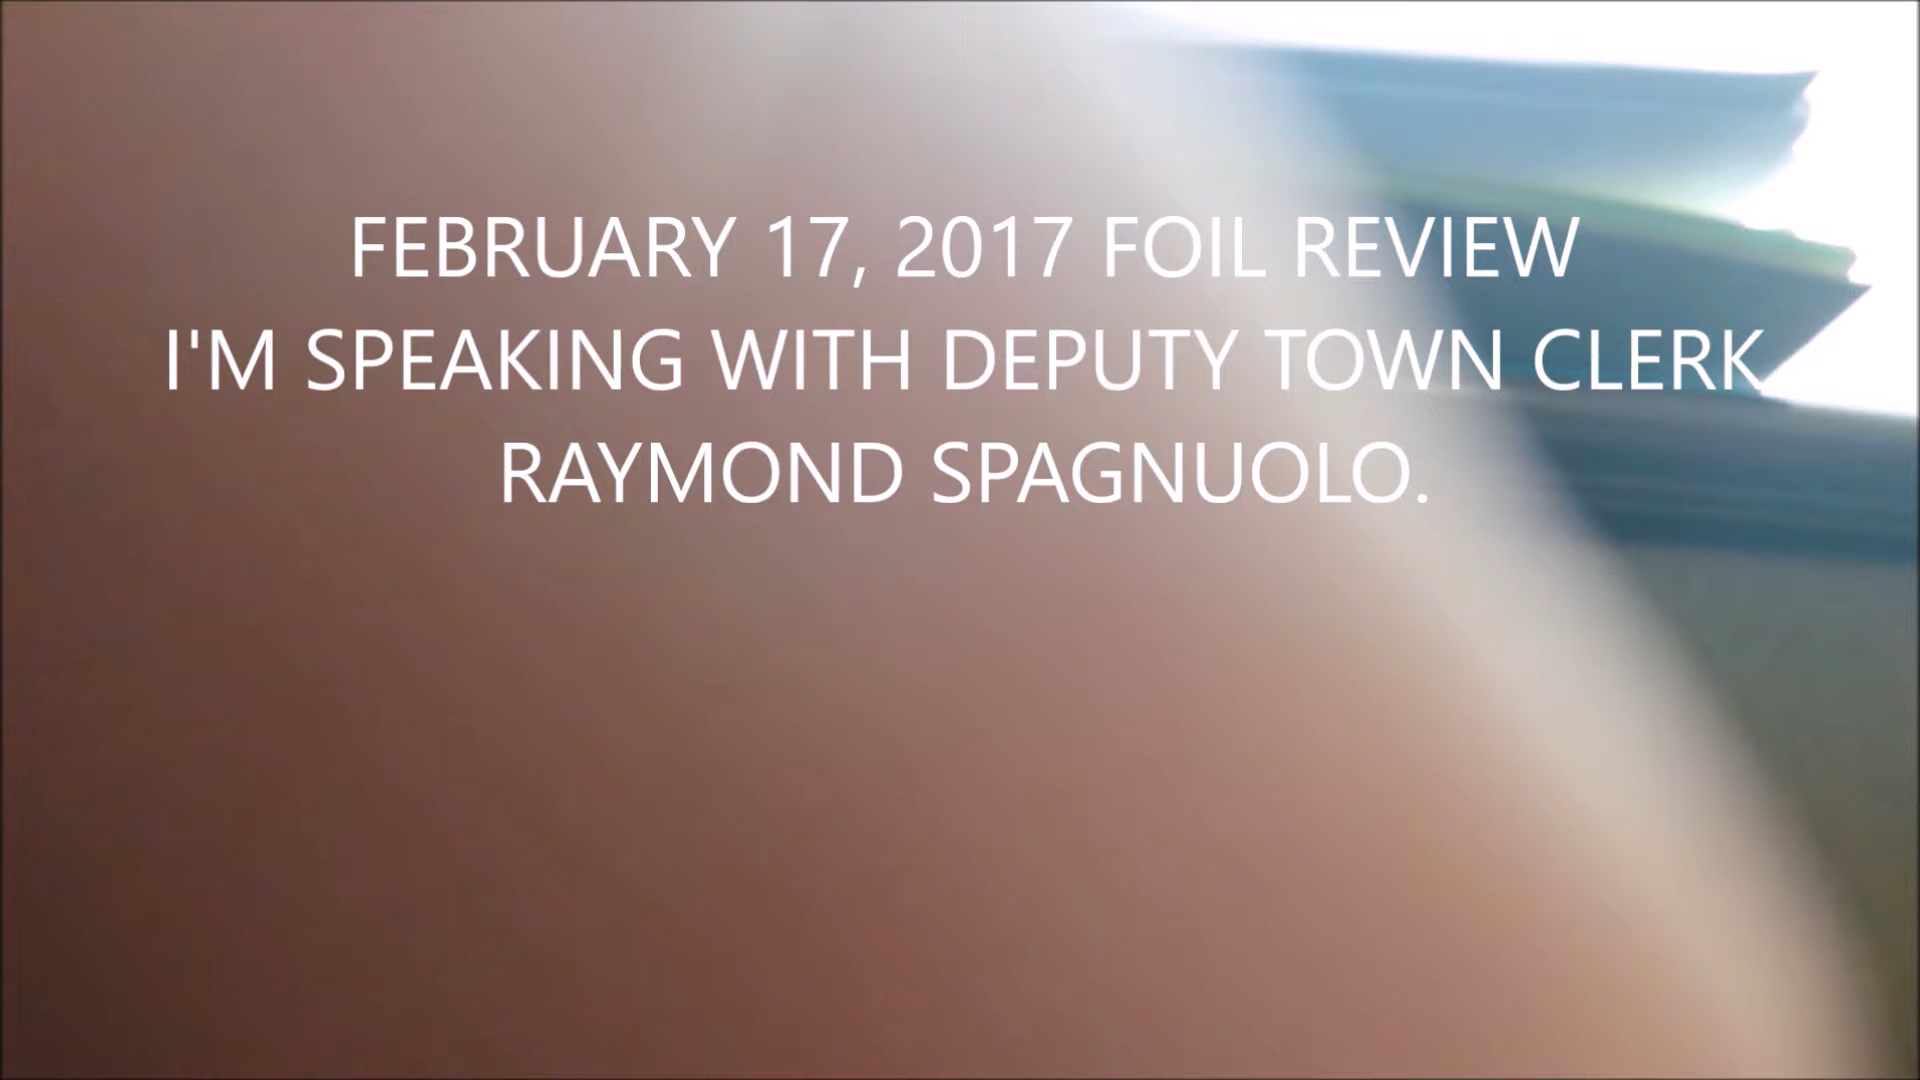 FEBRUARY 17, 2017 FOIL REVIEW
I'M SPEAKING WITH DEPUTY TOWN CLERK
RAYMOND SPAGNUOLO.